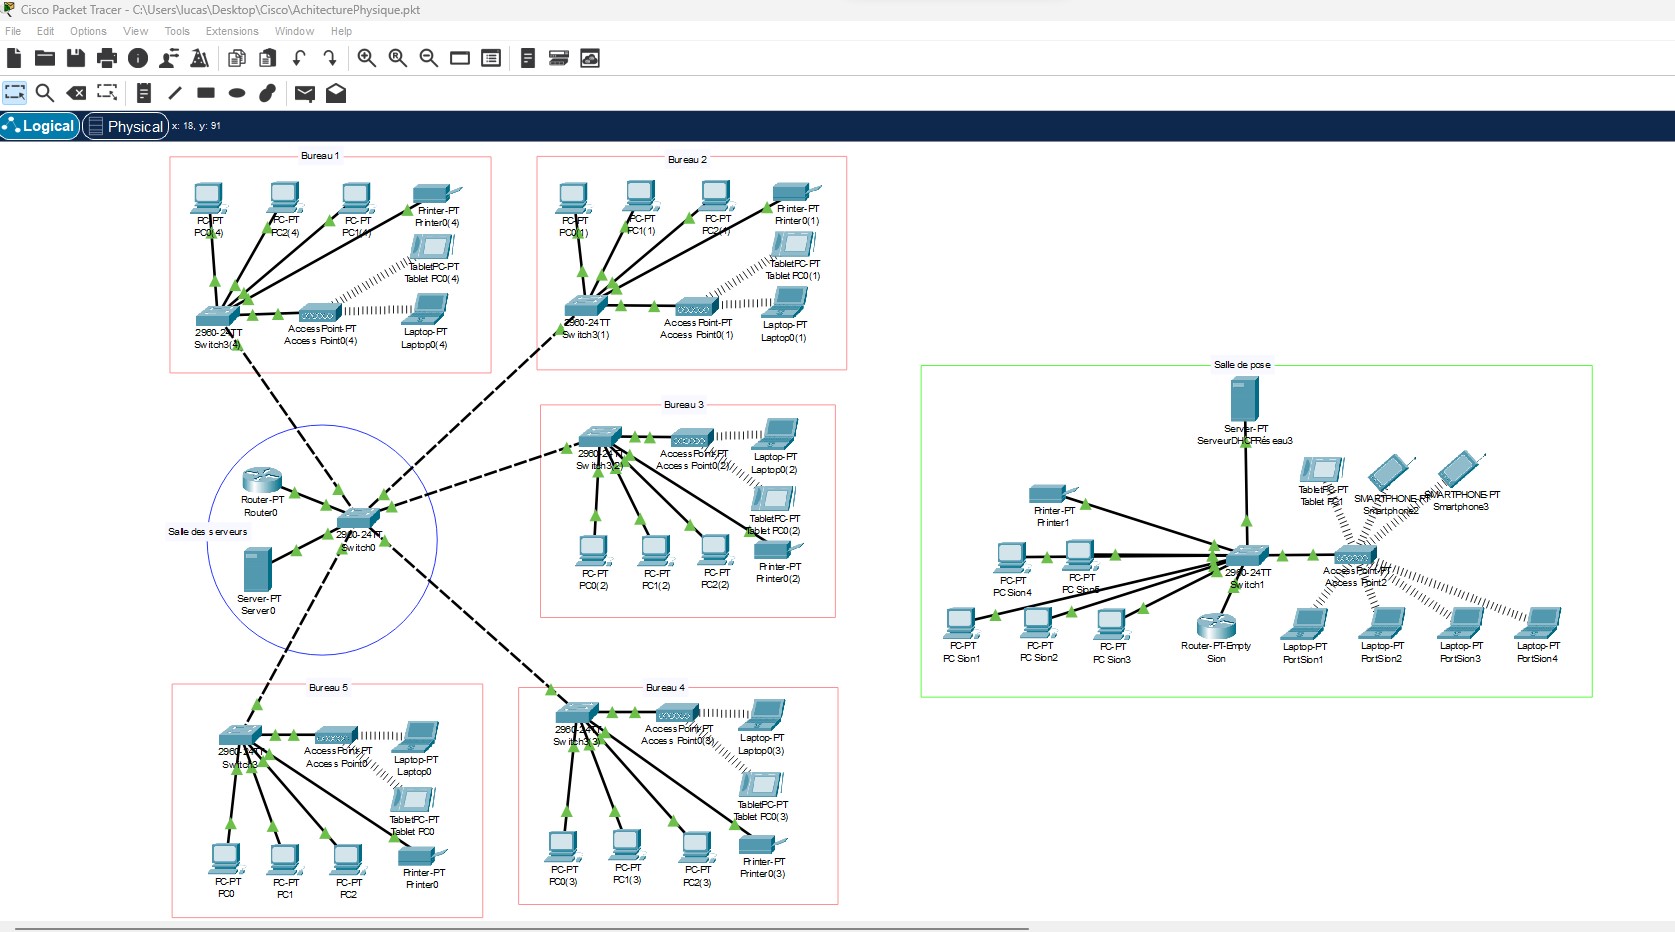 Cisco Packet Tracer - C:\Users\lucas\Desktop\Cisco\AchitecturePhysique.pkt
File Edit Options View Tools Extensions Window Help
Logical Physical x: 18, y: 91
Bureau 1
PC-PT
PC0(4)
PC-PT
PC2(4)
PC-PT
PC1(4)
Printer-PT
Printer0(4)
TabletPC-PT
Tablet PC0(4)
2960-24TT
Switch3(4)
AccessPoint-PT
Access Point0(4)
Laptop-PT
Laptop0(4)
Bureau 2
PC-PT
PC0(1)
PC-PT
PC1(1)
PC-PT
PC2(4)
Printer-PT
Printer0(1)
TabletPC-PT
Tablet PC0(1)
2960-24TT
Switch3(1)
AccessPoint-PT
Access Point0(1)
Laptop-PT
Laptop0(1)
Bureau 3
2960-24TT
Switch3(2)
AccessPoint-PT
Access Point0(2)
Laptop-PT
Laptop0(2)
TabletPC-PT
Tablet PC0(2)
PC-PT
PC0(2)
PC-PT
PC1(2)
PC-PT
PC2(2)
Printer-PT
Printer0(2)
Salle des serveurs
Router-PT
Router0
2960-24TT
Switch0
Server-PT
Server0
Bureau 5
2960-24TT
Switch3
AccessPoint-PT
Access Point0
Laptop-PT
Laptop0
TabletPC-PT
Tablet PC0
PC-PT
PC0
PC-PT
PC1
PC-PT
PC2
Printer-PT
Printer0
Bureau 4
2960-24TT
Switch3(3)
AccessPoint-PT
Access Point0(3)
Laptop-PT
Laptop0(3)
TabletPC-PT
Tablet PC0(3)
PC-PT
PC0(3)
PC-PT
PC1(3)
PC-PT
PC2(3)
Printer-PT
Printer0(3)
Salle de pose
Server-PT
ServeurDHCPRéseau3
Printer-PT
Printer1
TabletPC-PT
Tablet PC1
SMARTPHONE-PT
Smartphone2
SMARTPHONE-PT
Smartphone3
PC-PT
PC Sion4
PC-PT
PC Sion5
2960-24TT
Switch1
AccessPoint-PT
Access Point2
PC-PT
PC Sion1
PC-PT
PC Sion2
PC-PT
PC Sion3
Router-PT-Empty
Sion
Laptop-PT
PortSion1
Laptop-PT
PortSion2
Laptop-PT
PortSion3
Laptop-PT
PortSion4